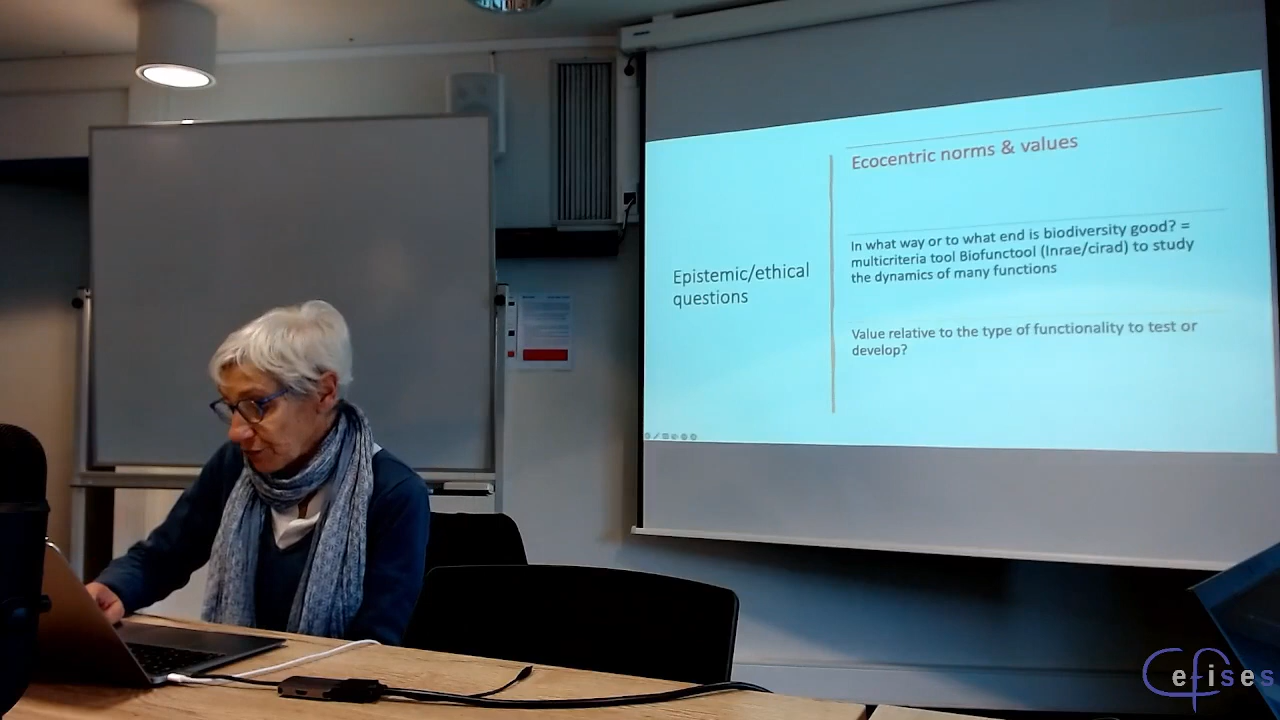 Epistemic/ethical
questions
Ecocentric norms & values
In what way or to what end is biodiversity good? =
multicriteria tool Biofunctool (Inrae/cirad) to study
the dynamics of many functions
Value relative to the type of functionality to test or
develop?
Cefises